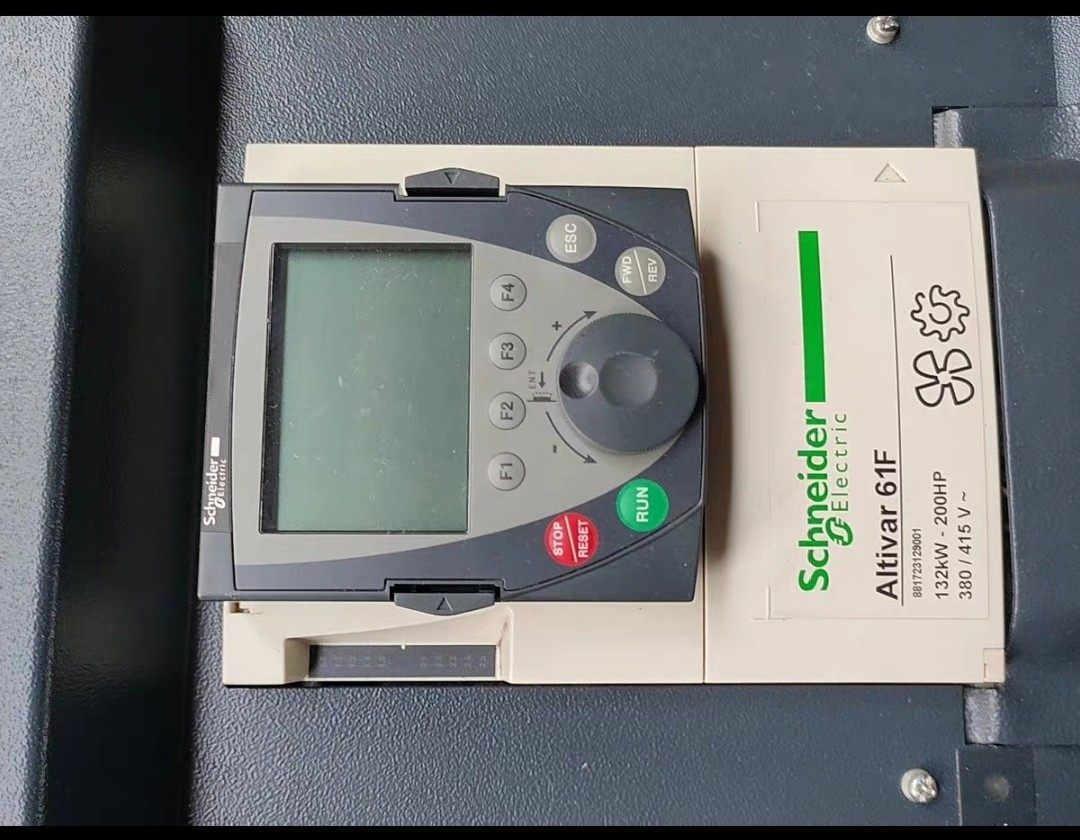 Schneider
Electric
F1
F2
F3
F4
ENT
+
-
ESC
FWD
REV
STOP
RESET
RUN
Schneider
Electric
Altivar 61F
881723129001
132kW - 200HP
380 / 415 V ~